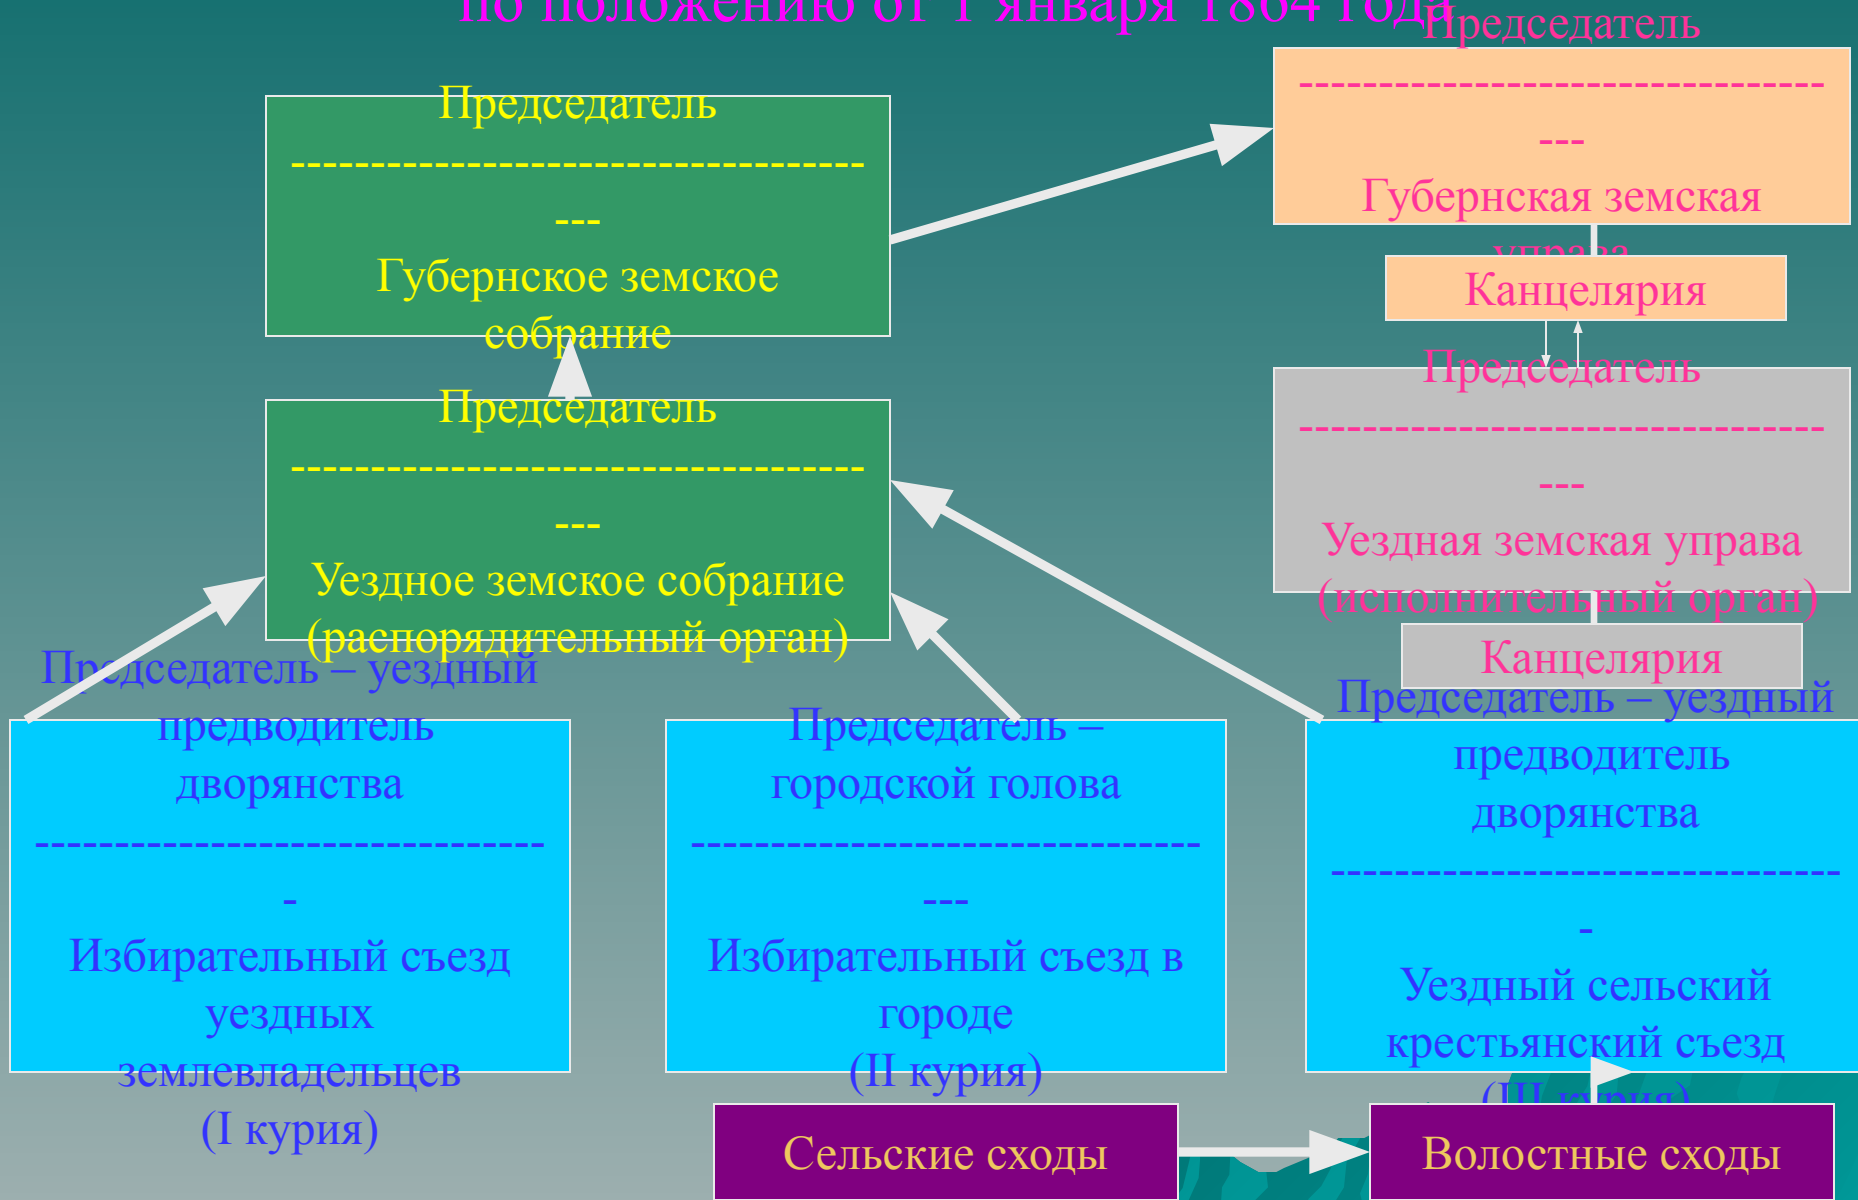 по положению от 1 января 1864 года
Председатель
-----------------------------------
---
Губернская земская
управа
Канцелярия
Председатель
--------------------------------------
---
Губернское земское
собрание
Председатель
--------------------------------------
---
Уездное земское собрание
(распорядительный орган)
Председатель
-----------------------------------
---
Уездная земская управа
(исполнительный орган)
Канцелярия
Председатель – уездный
предводитель
дворянства
----------------------------------
-
Избирательный съезд
уездных
землевладельцев
(I курия)
Председатель –
городской голова
----------------------------------
---
Избирательный съезд в
городе
(II курия)
Председатель – уездный
предводитель
дворянства
----------------------------------
-
Уездный сельский
крестьянский съезд
(III курия)
Сельские сходы
Волостные сходы